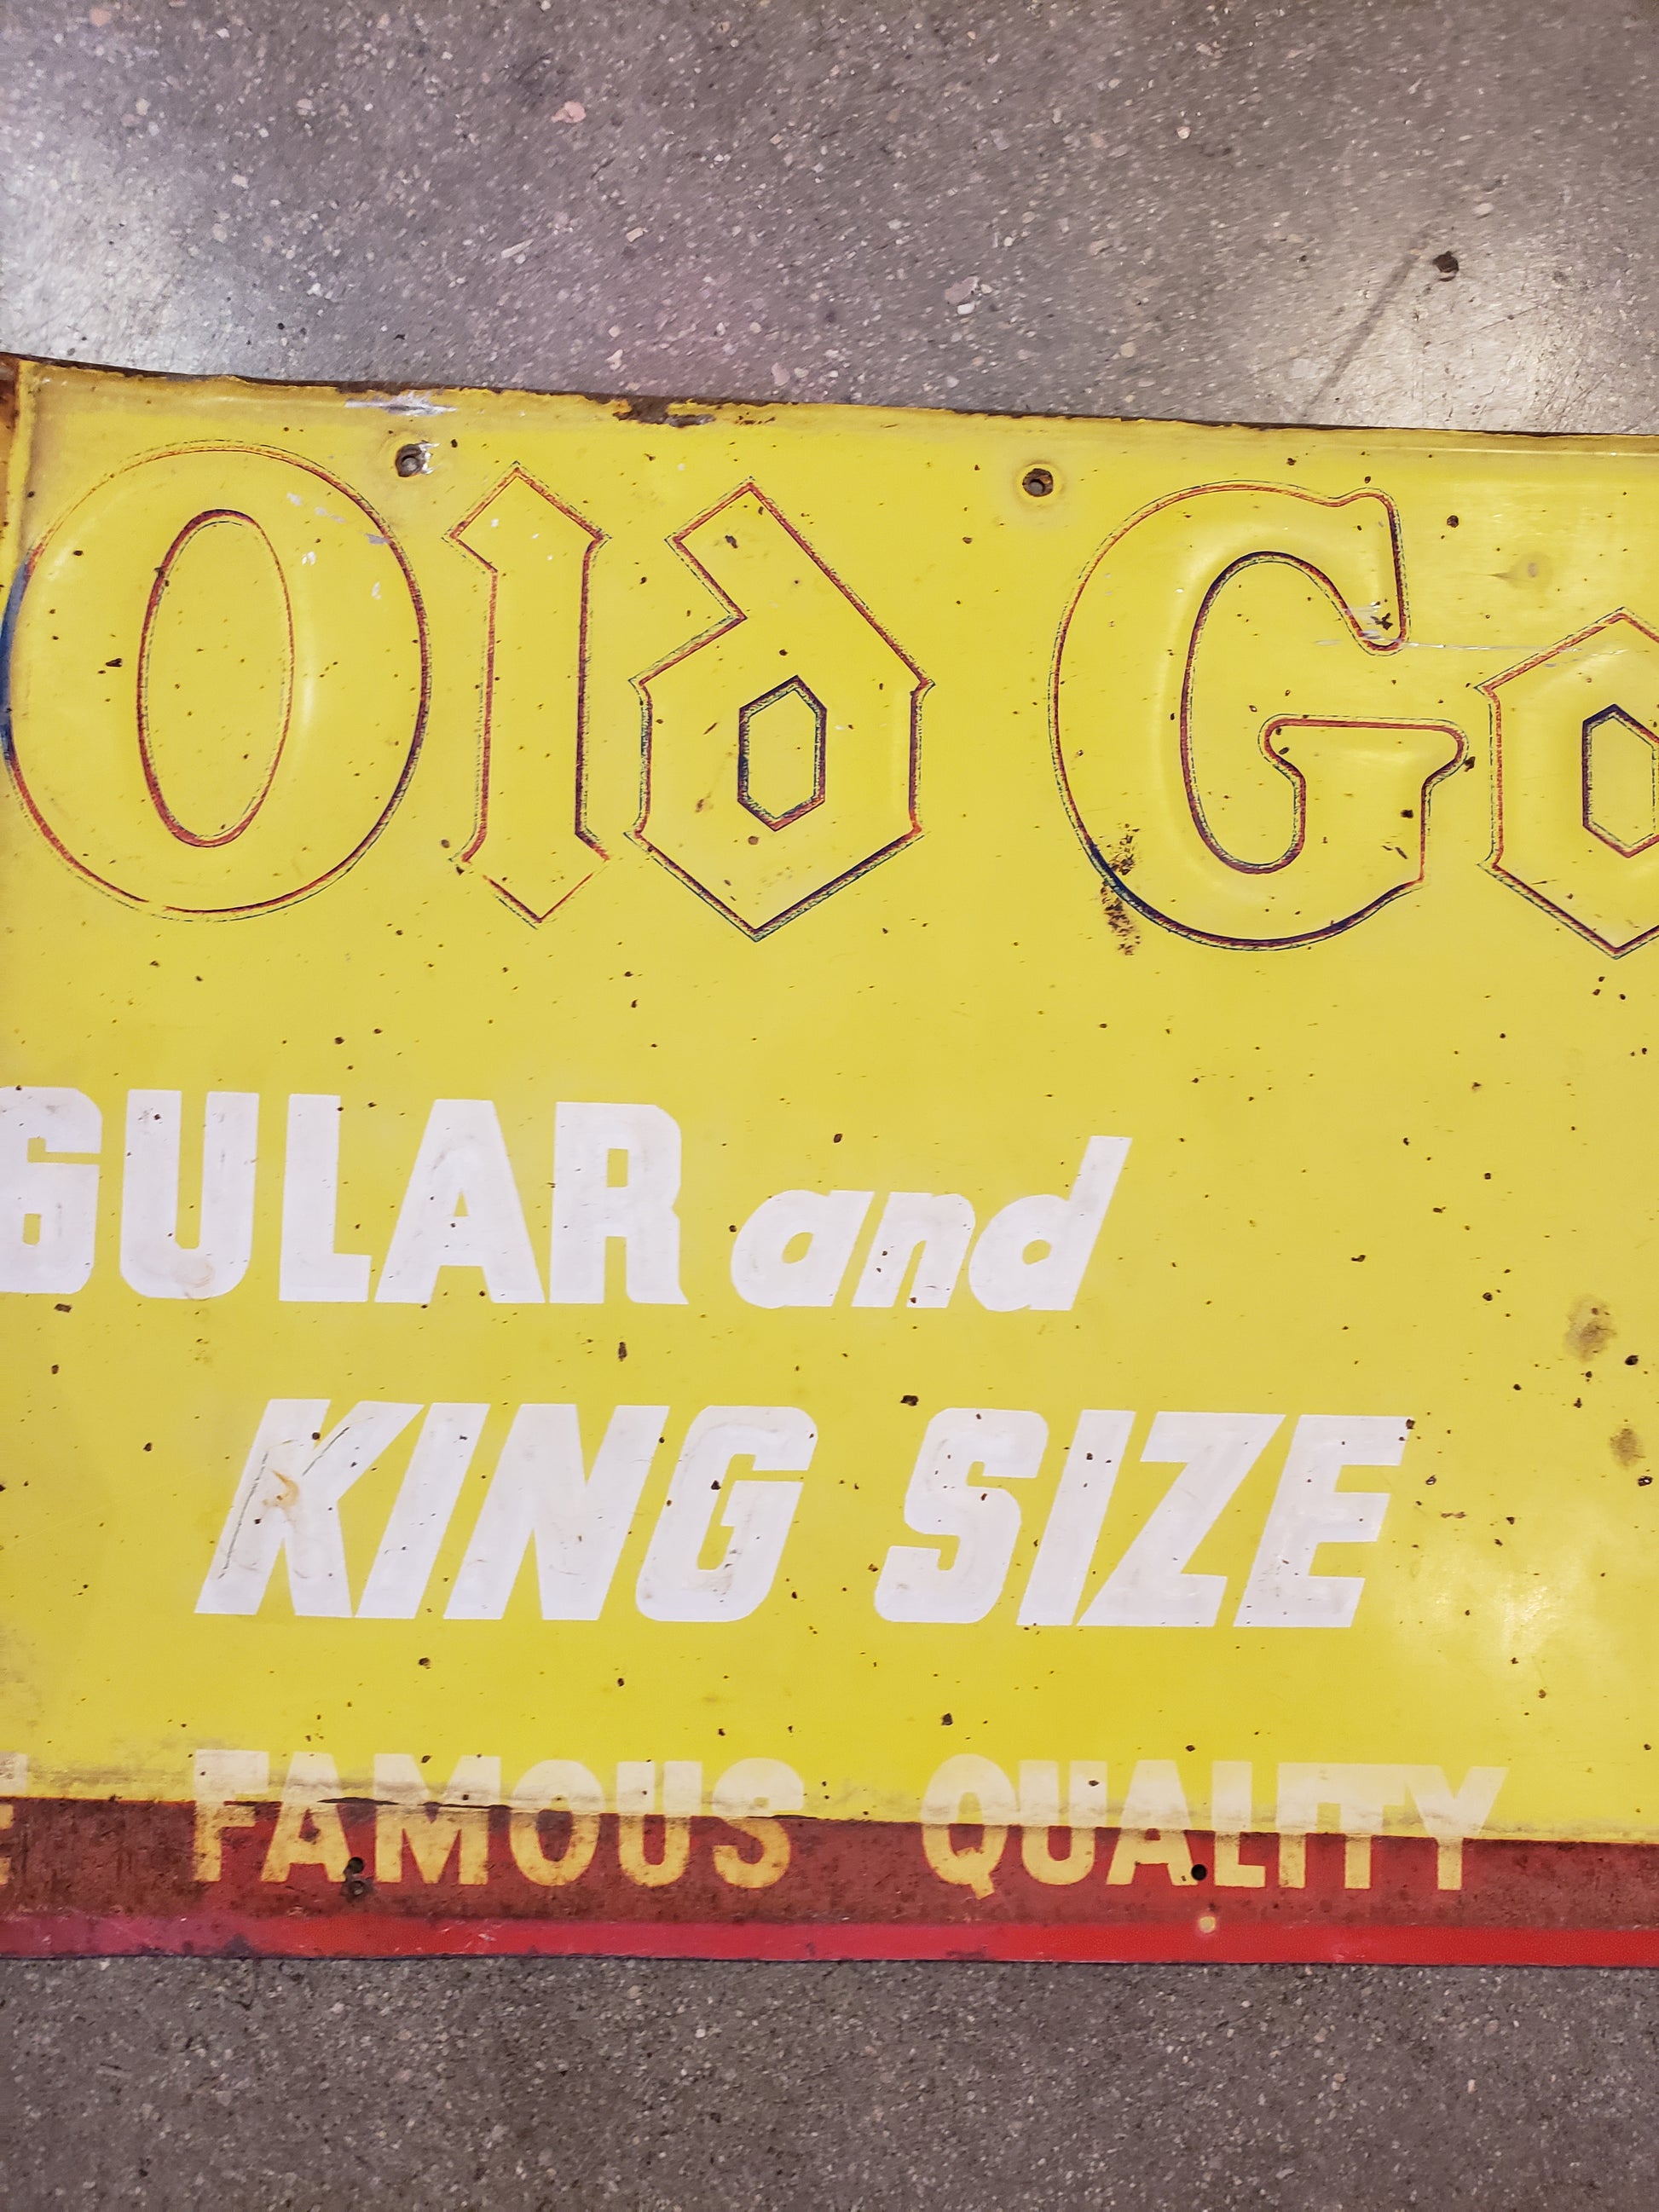 Old Go
GULAR and
KING SIZE
FAMOUS QUALITY